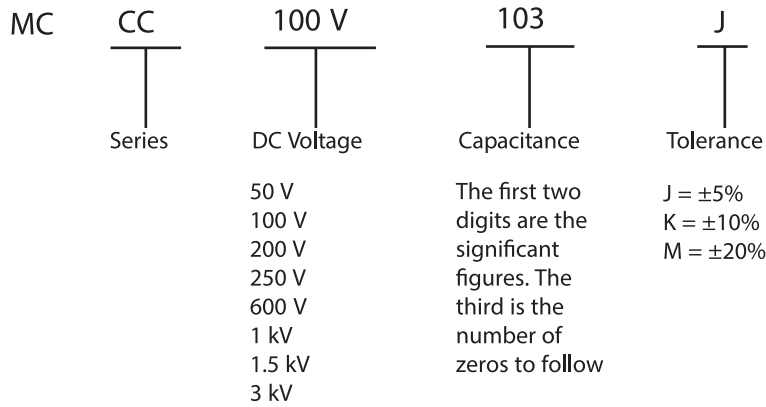 MC CC 100 V 103 J
Series DC Voltage Capacitance Tolerance
50 V
100 V
200 V
250 V
600 V
1 kV
1.5 kV
3 kV
The first two
digits are the
significant
figures. The
third is the
number of
zeros to follow
J = ±5%
K = ±10%
M = ±20%